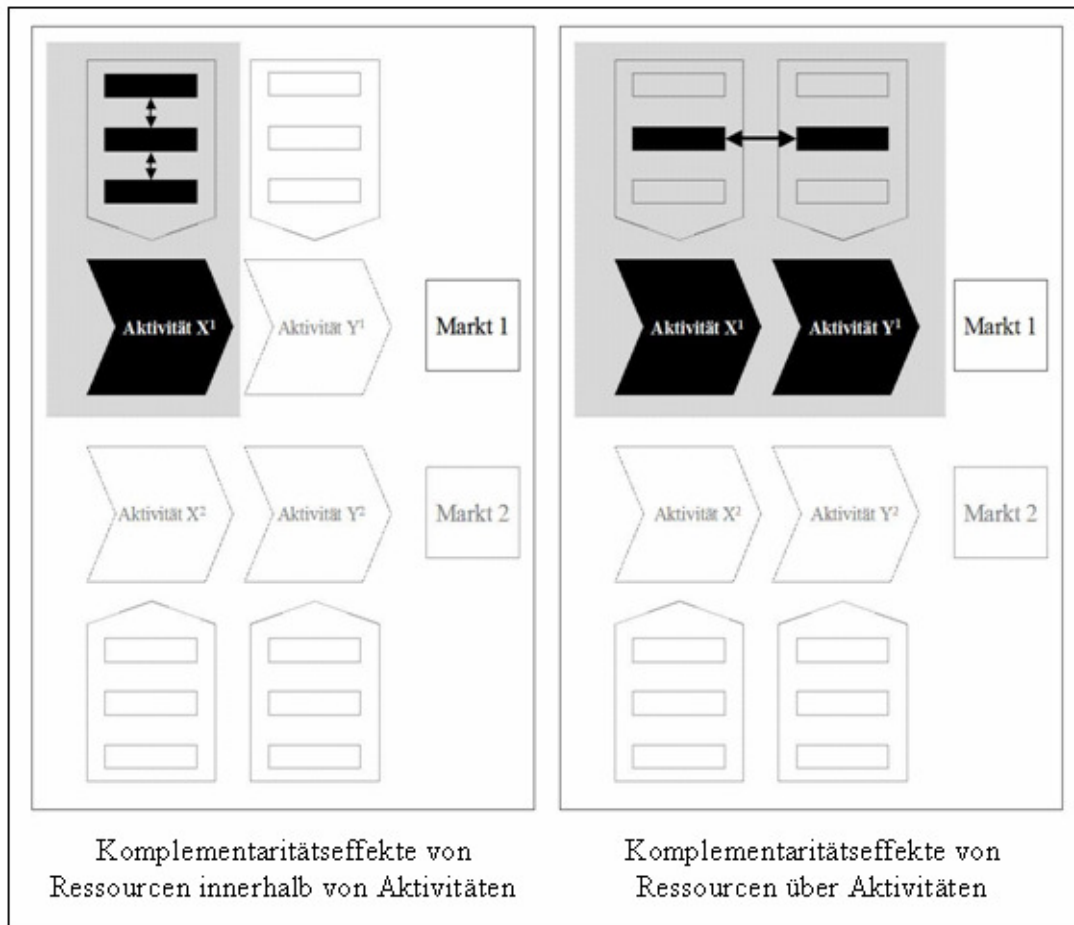 Aktivität X¹
Aktivität Y¹
Markt 1
Aktivität X²
Aktivität Y²
Markt 2
Komplementaritätseffekte von
Ressourcen innerhalb von Aktivitäten
Aktivität X¹
Aktivität Y¹
Markt 1
Aktivität X²
Aktivität Y²
Markt 2
Komplementaritätseffekte von
Ressourcen über Aktivitäten